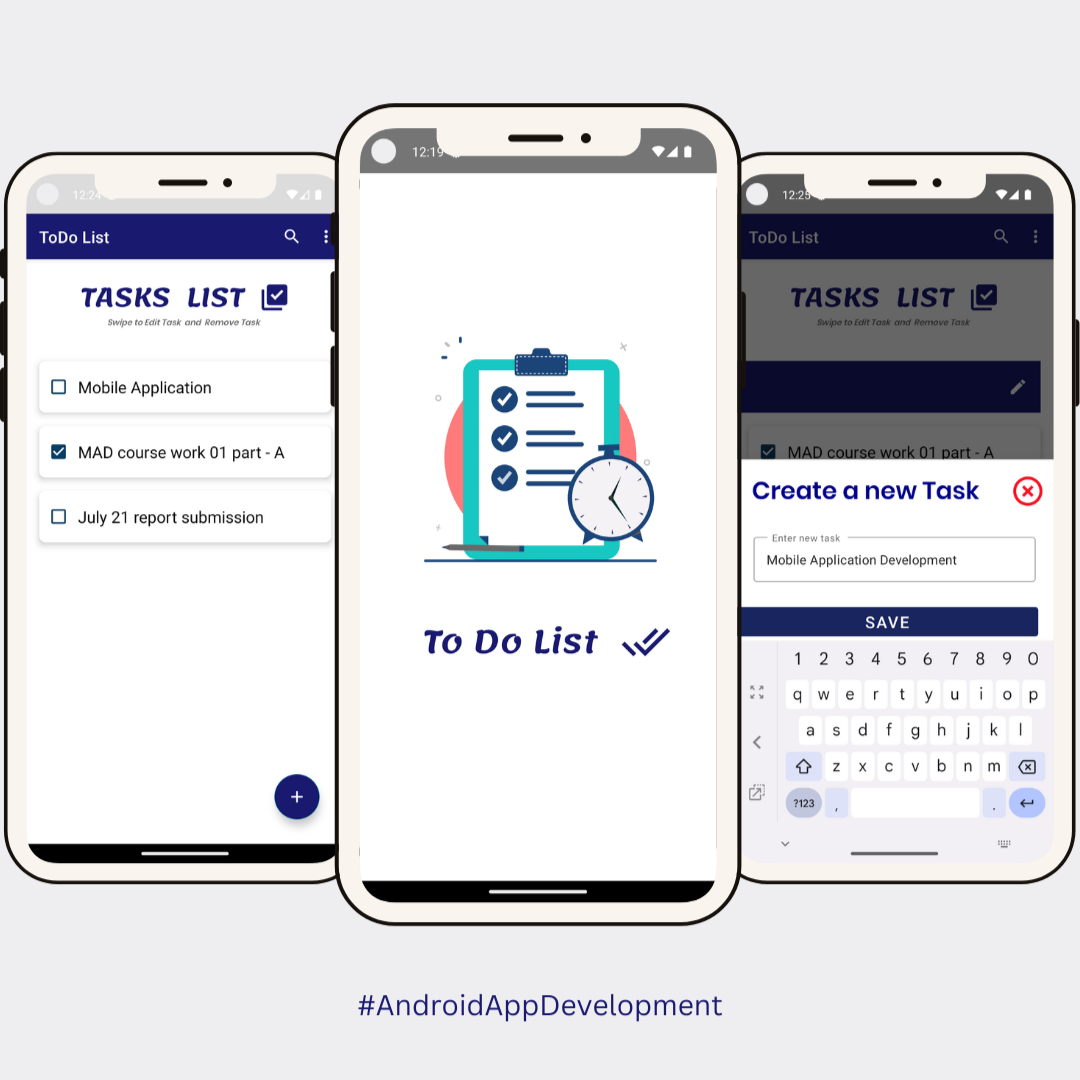 12:24
ToDo List
TASKS LIST
Swipe to Edit Task and Remove Task
Mobile Application
MAD course work 01 part - A
July 21 report submission
+
12:19
To Do List
12:25
ToDo List
TASKS LIST
Swipe to Edit Task and Remove Task
MAD course work 01 part - A
Create a new Task
Enter new task
Mobile Application Development
SAVE
1 2 3 4 5 6 7 8 9 0
q w e r t y u i o p
a s d f g h j k l
z x c v b n m
?123 , .
#AndroidAppDevelopment